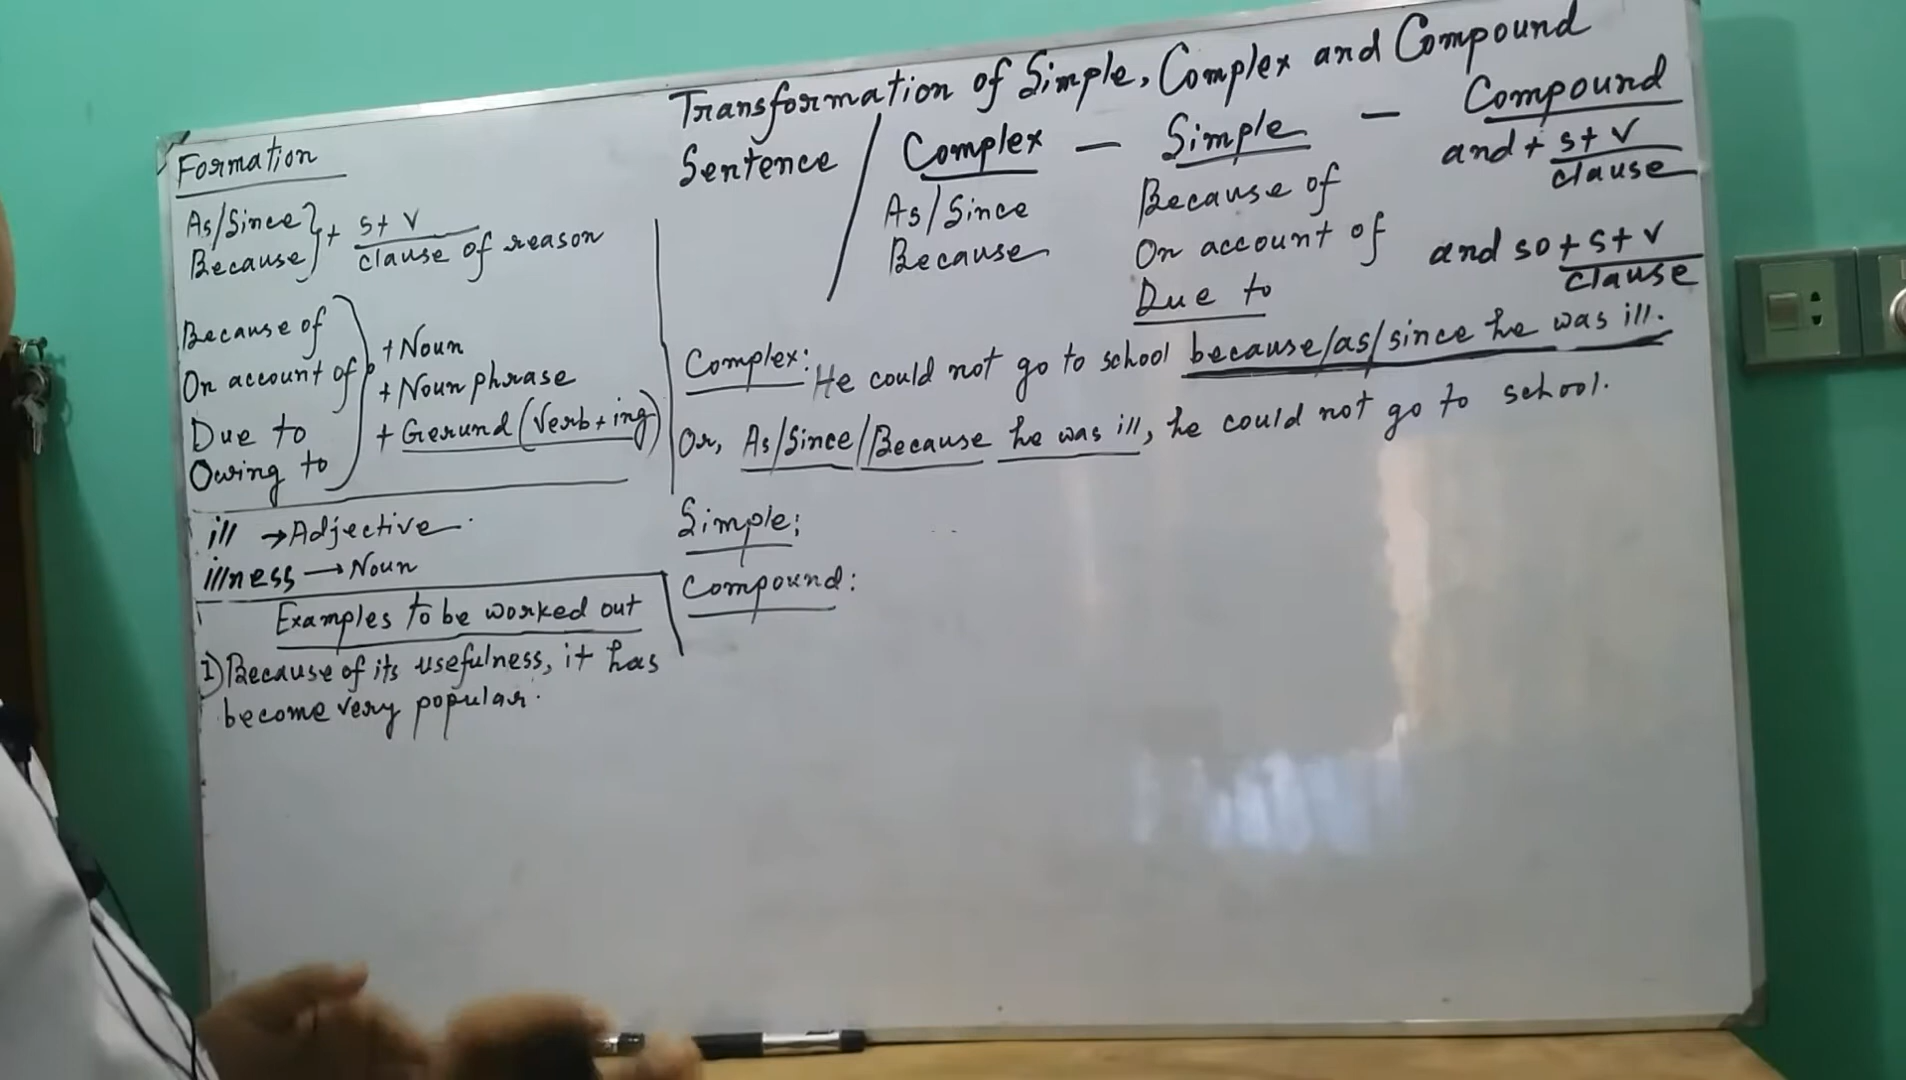 Transformation of Simple, Complex and Compound
Sentence / Complex — Simple — Compound
As/Since
Because
Because of
On account of
Due to
and + S+V
clause
and so + S+V
clause
Formation
As/Since
Because
} + S+V
clause of reason
Because of
On account of
Due to
Owing to
+ Noun
+ Noun phrase
+ Gerund (Verb + ing)
ill → Adjective
illness → Noun
Examples to be worked out
1) Because of its usefulness, it has
become very popular.
Complex: He could not go to school because/as/since he was ill.
Or, As/Since/Because he was ill, he could not go to school.
Simple:
Compound: